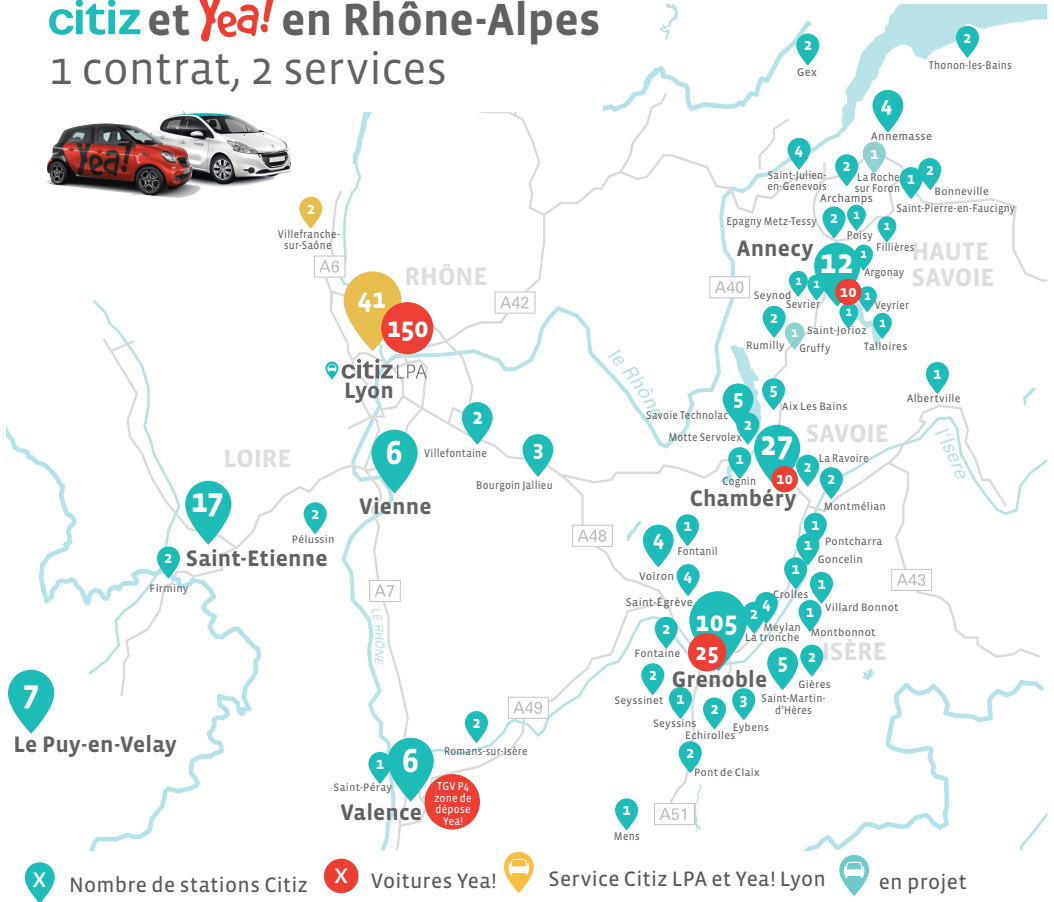 citiz et Yea! en Rhône-Alpes
1 contrat, 2 services
Yea!
2
Gex
2
Thonon-les-Bains
4
Annemasse
4
Saint-Julien-
en-Genevois
2
Archamps
1
La Roche
sur Foron
1
Saint-Pierre-en-Faucigny
2
Bonneville
2
Villefranche-
sur-Saône
A6
RHÔNE
41
150
citiz LPA
Lyon
A42
A40
Epagny Metz-Tessy
2
1
Poisy
1
Fillières
HAUTE
SAVOIE
Annecy
12
10
1
Argonay
1
Seynod
1
Sevrier
1
Veyrier
1
Saint-Jorioz
1
Talloires
2
Rumilly
1
Gruffy
le Rhône
1
Albertville
5
Savoie Technolac
5
Aix Les Bains
2
Motte Servolex
SAVOIE
27
10
Chambéry
1
Cognin
2
La Ravoire
2
Montmélian
l'Isere
2
Villefontaine
3
Bourgoin Jallieu
6
Vienne
LOIRE
17
Saint-Etienne
2
Pélussin
2
Firminy
A48
A7
LE RHÔNE
A43
4
Voiron
1
Fontanil
4
Saint-Égrève
1
Pontcharra
1
Goncelin
1
Crolles
1
Villard Bonnot
1
Montbonnot
105
25
Grenoble
2
La tronche
4
Meylan
2
Fontaine
ISÈRE
5
Saint-Martin-
d'Hères
2
Gières
2
Seyssinet
1
Seyssins
2
Echirolles
3
Eybens
2
Pont de Claix
7
Le Puy-en-Velay
A49
2
Romans-sur-Isère
1
Saint-Péray
6
Valence
TGV P4
zone de
dépose
Yea!
1
Mens
A51
X Nombre de stations Citiz X Voitures Yea! Service Citiz LPA et Yea! Lyon en projet